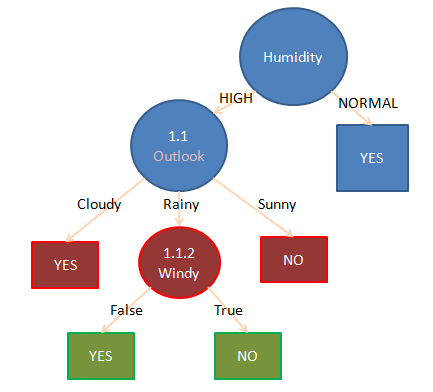 Humidity
HIGH
NORMAL
1.1
Outlook
YES
Cloudy
Rainy
Sunny
YES
1.1.2
Windy
NO
False
True
YES
NO